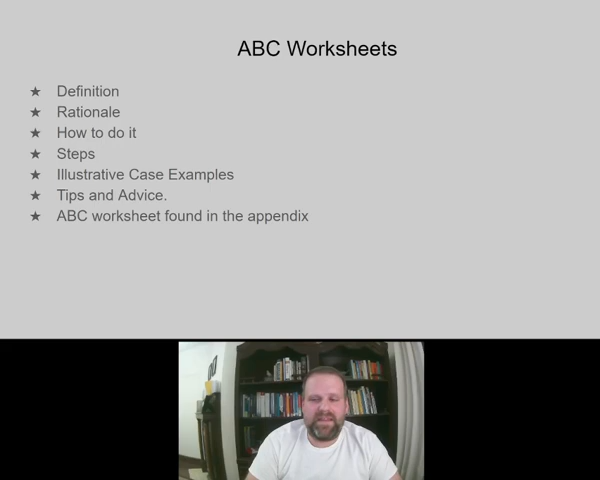 ABC Worksheets
★ Definition
★ Rationale
★ How to do it
★ Steps
★ Illustrative Case Examples
★ Tips and Advice.
★ ABC worksheet found in the appendix